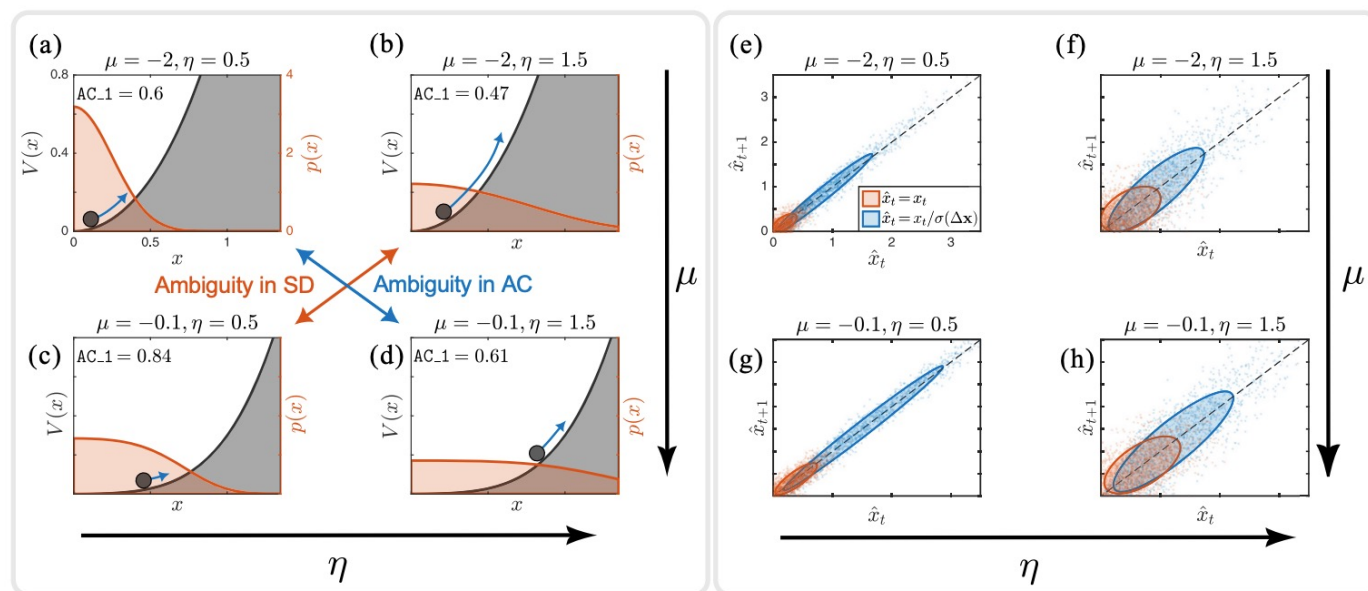 (a)
μ = −2, η = 0.5
AC_1 = 0.6
0.8
0.4
0
V(x)
4
2
0
p(x)
0
0.5
1
x
(b)
μ = −2, η = 1.5
AC_1 = 0.47
V(x)
p(x)
x
Ambiguity in SD
Ambiguity in AC
(c)
μ = −0.1, η = 0.5
AC_1 = 0.84
V(x)
p(x)
x
(d)
μ = −0.1, η = 1.5
AC_1 = 0.61
V(x)
p(x)
x
μ
η
(e)
μ = −2, η = 0.5
3
2
1
0
x̂ₜ₊₁
0
1
2
3
x̂ₜ
x̂ₜ = xₜ
x̂ₜ = xₜ/σ(Δ𝐱)
(f)
μ = −2, η = 1.5
x̂ₜ₊₁
x̂ₜ
(g)
μ = −0.1, η = 0.5
x̂ₜ₊₁
x̂ₜ
(h)
μ = −0.1, η = 1.5
x̂ₜ₊₁
x̂ₜ
μ
η